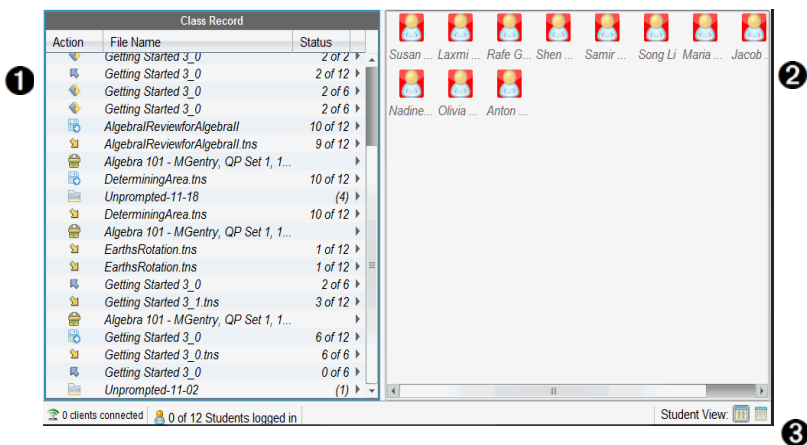 Class Record
Action File Name Status
Getting Started 3_0 2 of 2
Getting Started 3_0 2 of 12
Getting Started 3_0 2 of 6
Getting Started 3_0 2 of 6
AlgebraIReviewforAlgebraII 10 of 12
AlgebraIReviewforAlgebraII.tns 9 of 12
Algebra 101 - MGentry, QP Set 1, 1...
DeterminingArea.tns 10 of 12
Unprompted-11-18 (4)
DeterminingArea.tns 10 of 12
Algebra 101 - MGentry, QP Set 1, 1...
EarthsRotation.tns 1 of 12
EarthsRotation.tns 1 of 12
Getting Started 3_0 2 of 6
Getting Started 3_1.tns 3 of 12
Algebra 101 - MGentry, QP Set 1, 1...
Getting Started 3_0 6 of 12
Getting Started 3_0.tns 6 of 6
Getting Started 3_0 0 of 6
Unprompted-11-02 (1)
0 clients connected 0 of 12 Students logged in
1
Susan ... Laxmi ... Rafe G... Shen ... Samir ... Song Li Maria ... Jacob .
Nadine... Olivia ... Anton ...
2
Student View:
3